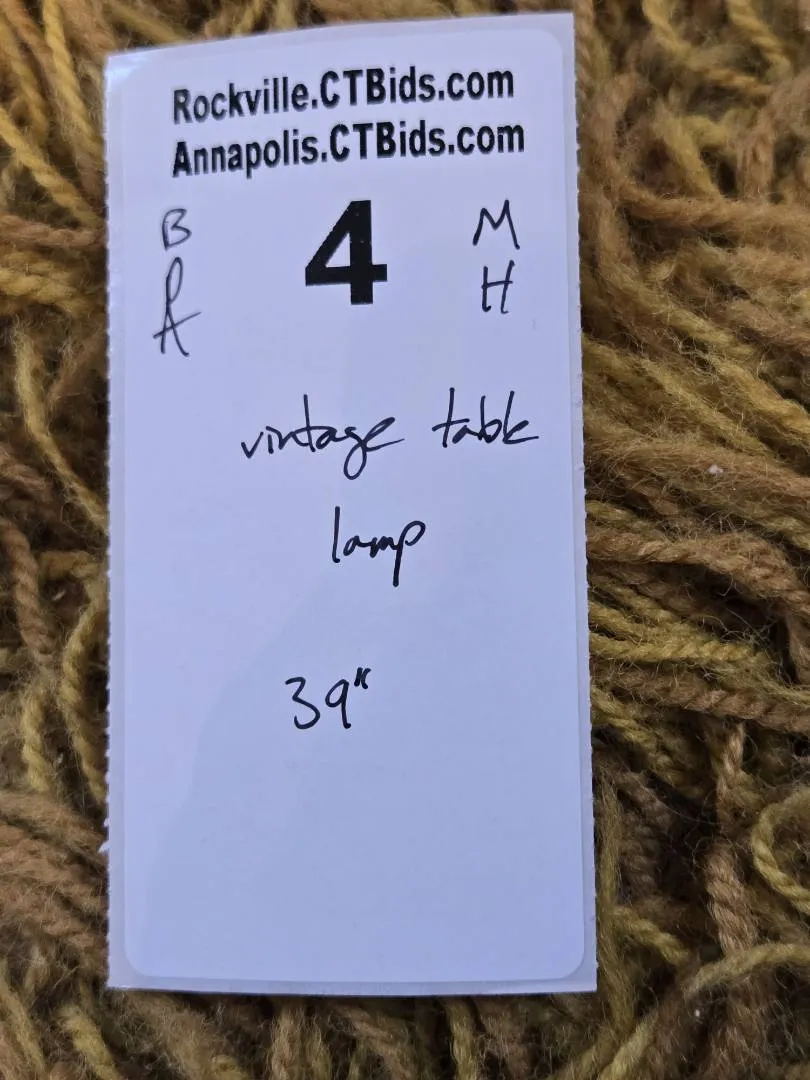 Rockville.CTBids.com
Annapolis.CTBids.com
B 4 M
P H
A
vintage table
lamp
39"